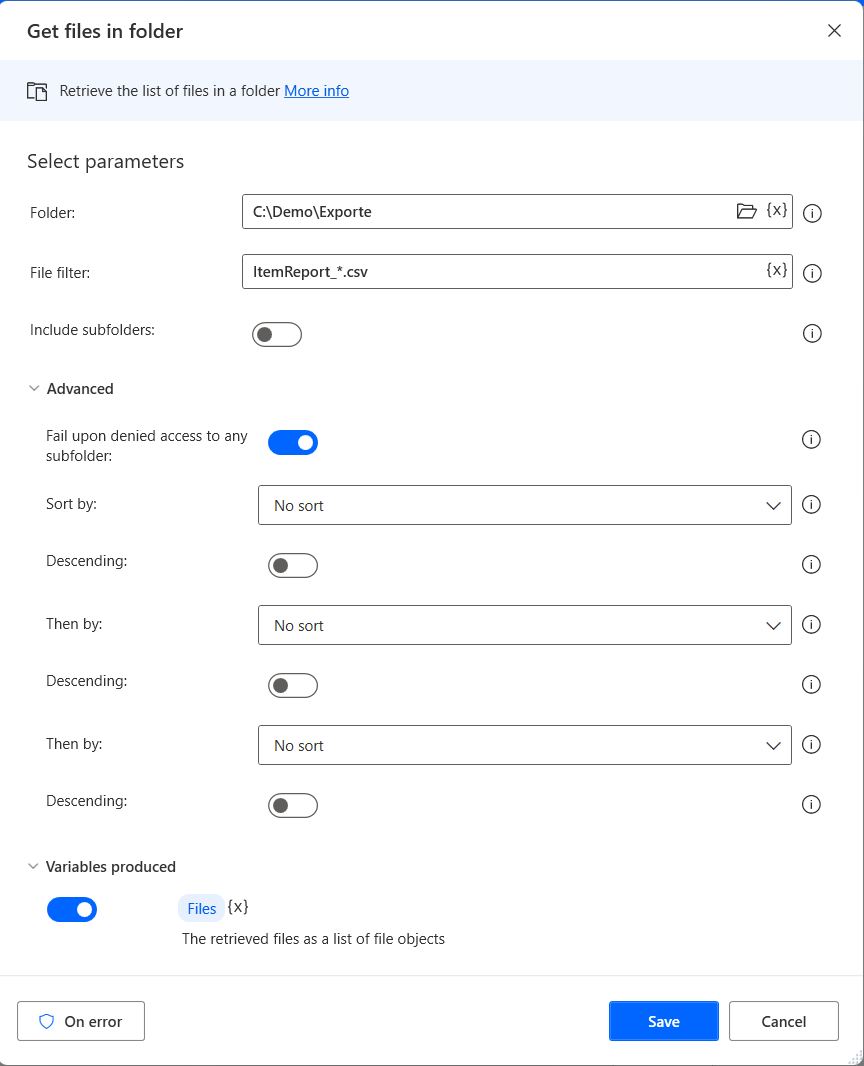 Get files in folder
Retrieve the list of files in a folder More info
Select parameters
Folder: C:\Demo\Exporte {x}
File filter: ItemReport_*.csv {x}
Include subfolders:
Advanced
Fail upon denied access to any
subfolder:
Sort by: No sort
Descending:
Then by: No sort
Descending:
Then by: No sort
Descending:
Variables produced
Files {x}
The retrieved files as a list of file objects
On error Save Cancel